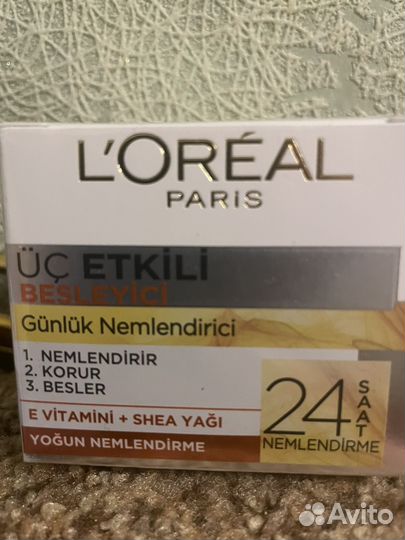 L'ORÉAL
PARIS
ÜÇ ETKİLİ
BESLEYİCİ
Günlük Nemlendirici
1. NEMLENDİRİR
2. KORUR
3. BESLER
E VİTAMİNİ + SHEA YAĞI
YOĞUN NEMLENDİRME
24 SAAT
NEMLENDİRME
Avito